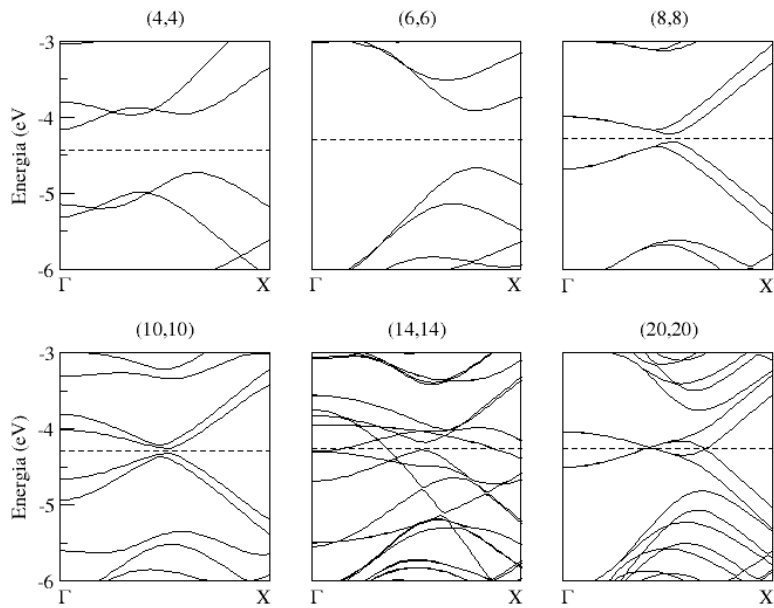 (4,4) (6,6) (8,8)
-3
-4
-5
-6
Energia (eV
Γ X Γ X Γ X
(10,10) (14,14) (20,20)
-3
-4
-5
-6
Energia (eV)
Γ X Γ X Γ X